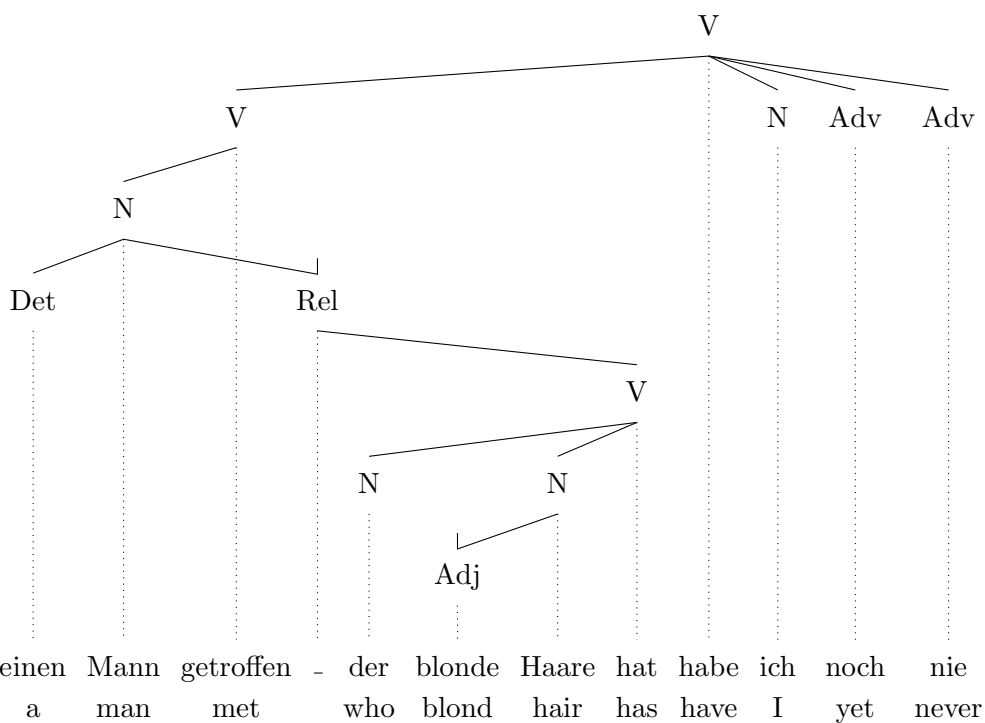 V
V N Adv Adv
N
Det Rel
V
N N
Adj
einen Mann getroffen _ der blonde Haare hat habe ich noch nie
a man met who blond hair has have I yet never